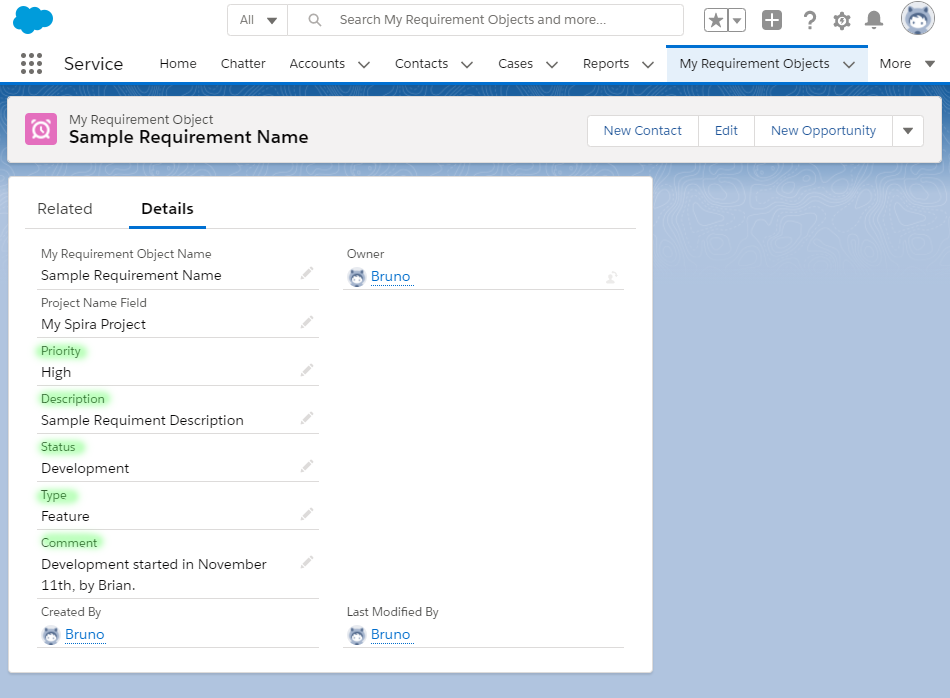 All Search My Requirement Objects and more...
Service Home Chatter Accounts Contacts Cases Reports My Requirement Objects More
My Requirement Object
Sample Requirement Name
New Contact Edit New Opportunity
Related Details
My Requirement Object Name Owner
Sample Requirement Name Bruno
Project Name Field
My Spira Project
Priority
High
Description
Sample Requiment Description
Status
Development
Type
Feature
Comment
Development started in November
11th, by Brian.
Created By Last Modified By
Bruno Bruno